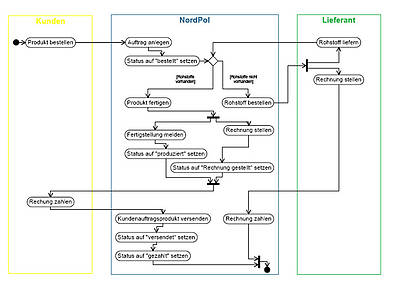 Kunden
NordPol
Lieferant
Produkt bestellen
Auftrag anlegen
Rohstoff liefern
Status auf "bestellt" setzen
[Rohstoffe vorhanden]
[Rohstoffe nicht vorhanden]
Rechnung stellen
Produkt fertigen
Rohstoff bestellen
Fertigstellung melden
Rechnung stellen
Status auf "produziert" setzen
Status auf "Rechnung gestellt" setzen
Rechung zahlen
Kundenauftragsprodukt versenden
Rechnung zahlen
Status auf "versendet" setzen
Status auf "gezahlt" setzen